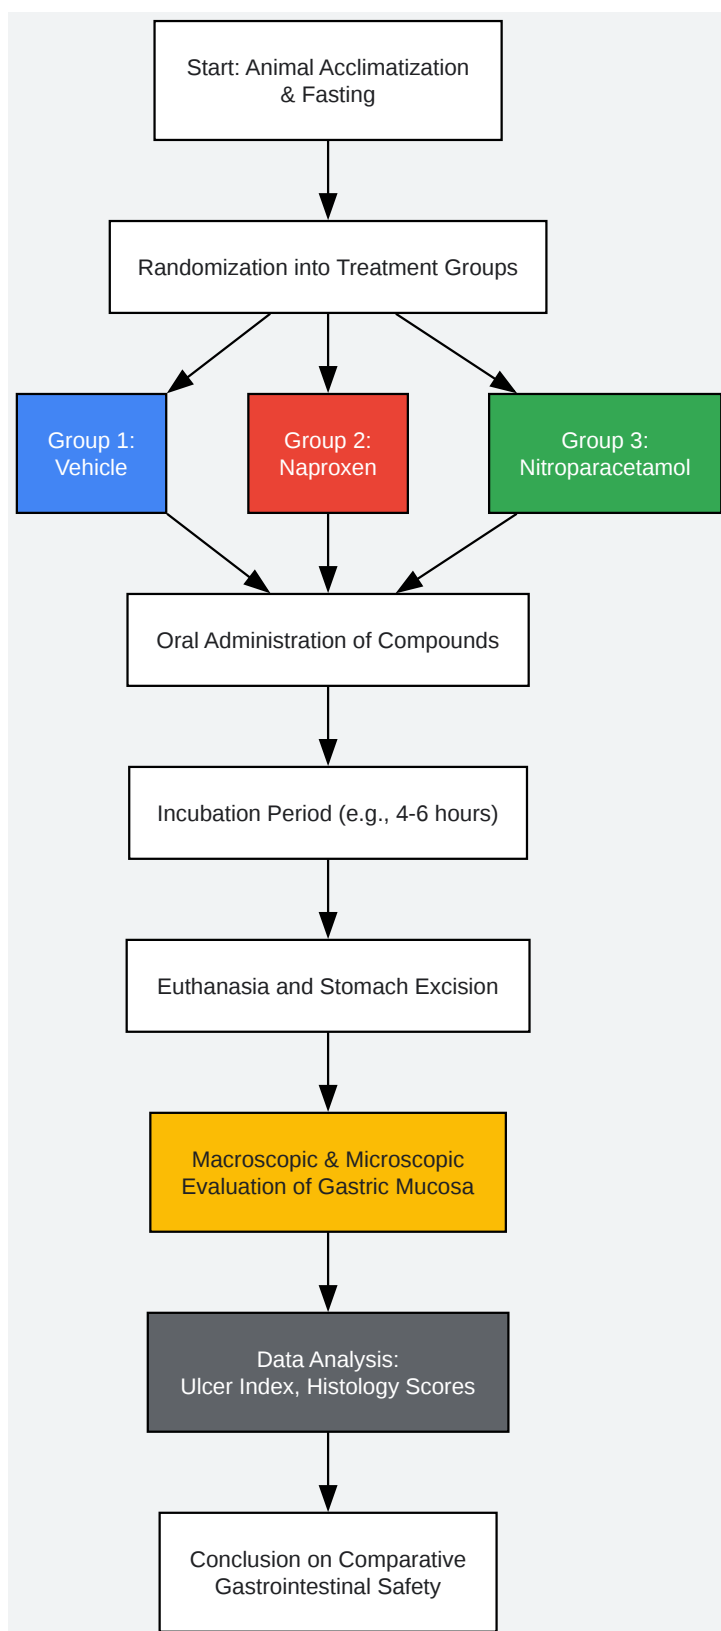 Start: Animal Acclimatization
& Fasting
Randomization into Treatment Groups
Group 1:
Vehicle
Group 2:
Naproxen
Group 3:
Nitroparacetamol
Oral Administration of Compounds
Incubation Period (e.g., 4-6 hours)
Euthanasia and Stomach Excision
Macroscopic & Microscopic
Evaluation of Gastric Mucosa
Data Analysis:
Ulcer Index, Histology Scores
Conclusion on Comparative
Gastrointestinal Safety